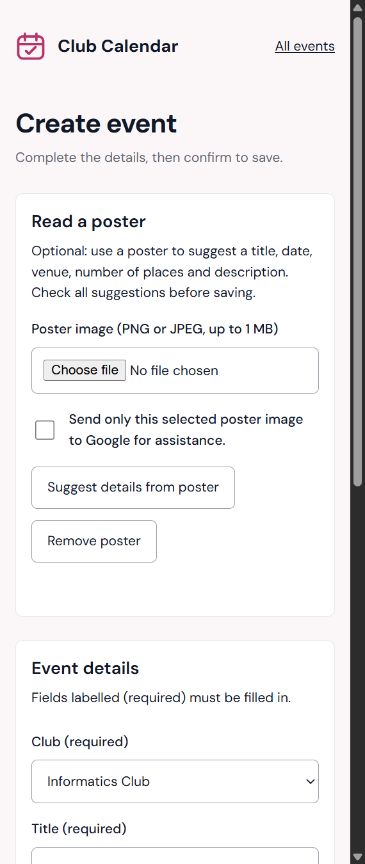 Club Calendar
All events
Create event
Complete the details, then confirm to save.
Read a poster
Optional: use a poster to suggest a title, date,
venue, number of places and description.
Check all suggestions before saving.
Poster image (PNG or JPEG, up to 1 MB)
Choose file No file chosen
Send only this selected poster image
to Google for assistance.
Suggest details from poster
Remove poster
Event details
Fields labelled (required) must be filled in.
Club (required)
Informatics Club
Title (required)